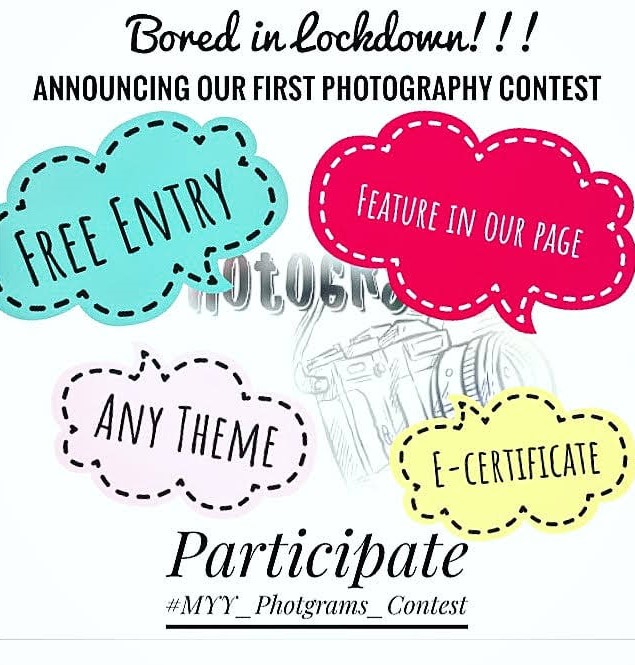 Bored in Lockdown!!!
ANNOUNCING OUR FIRST PHOTOGRAPHY CONTEST
FREE ENTRY
FEATURE IN OUR PAGE
ANY THEME
E-CERTIFICATE
Participate
#MYY_Photgrams_Contest